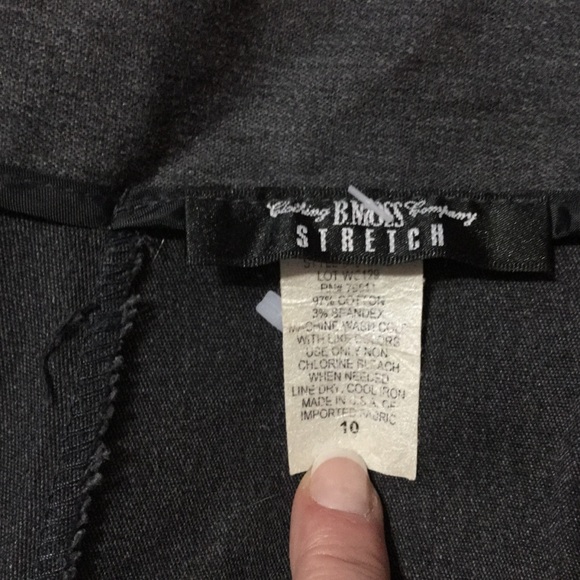 Clothing B.MOSS Company
STRETCH
LOT
97% COTTON
3% SPANDEX
MACHINE WASH COLD
WITH LIKE COLORS
USE ONLY NON
CHLORINE BLEACH
WHEN NEEDED
LINE DRY, COOL IRON
MADE IN U.S.A. OF
IMPORTED FABRIC
10